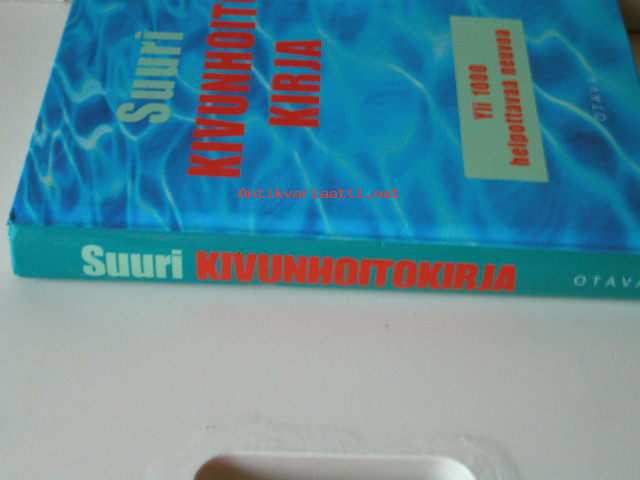 Suuri
KIVUNHOITO
KIRJA
Yli 1000
helpottavaa neuvoa
OTAVA
Antikvariaatti.net
Suuri KIVUNHOITOKIRJA
OTAVA